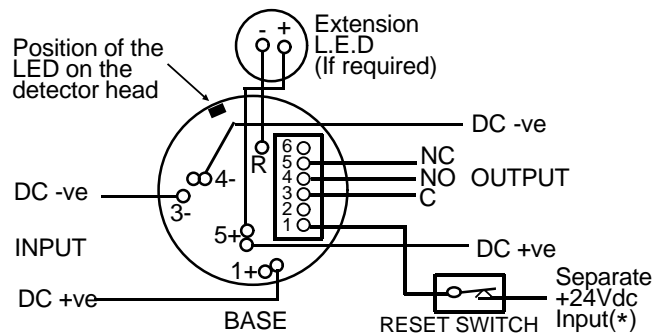 Extension
L.E.D
(If required)
- +
Position of the
LED on the
detector head
DC -ve
R
6
5
4
3
2
1
NC
NO OUTPUT
C
4-
DC -ve
3-
INPUT
5+
DC +ve
1+
DC +ve
BASE
RESET SWITCH
Separate
+24Vdc
Input(*)